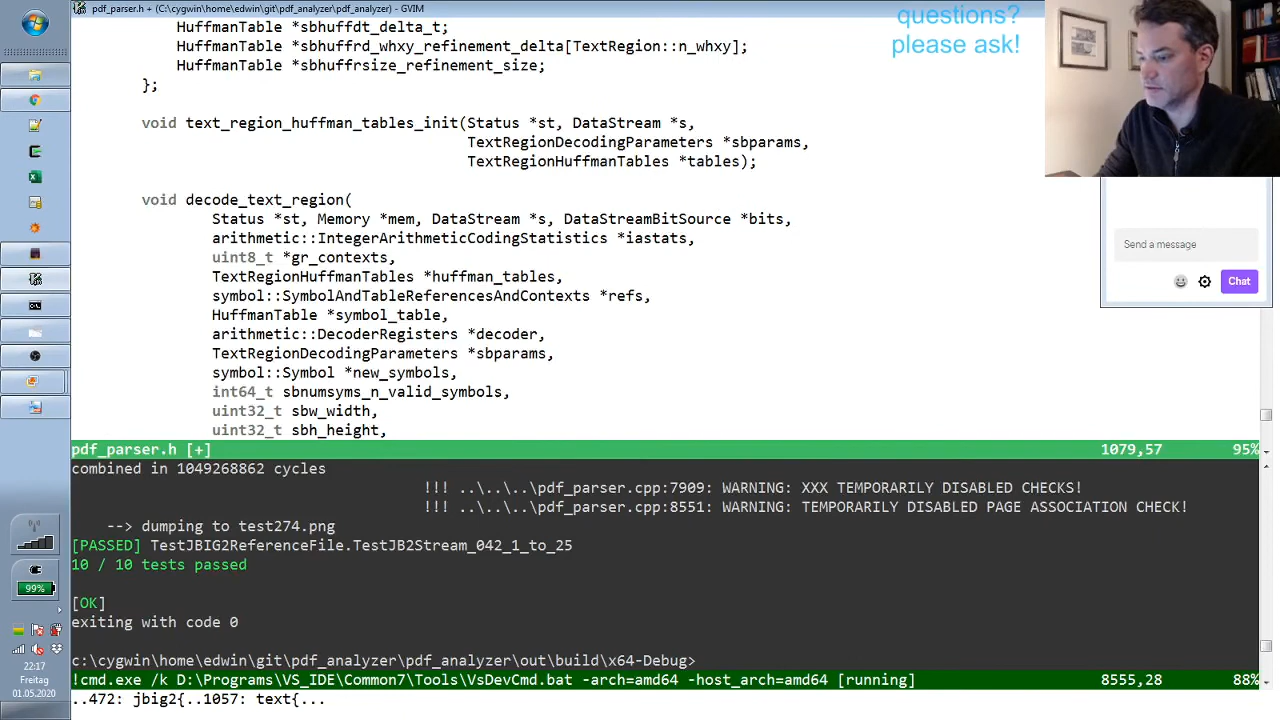 pdf_parser.h + (C:\cygwin\home\edwin\git\pdf_analyzer\pdf_analyzer) - GVIM
HuffmanTable *sbhuffdt_delta_t;
HuffmanTable *sbhuffrd_whxy_refinement_delta[TextRegion::n_whxy];
HuffmanTable *sbhuffrsize_refinement_size;
};
void text_region_huffman_tables_init(Status *st, DataStream *s,
TextRegionDecodingParameters *sbparams,
TextRegionHuffmanTables *tables);
void decode_text_region(
Status *st, Memory *mem, DataStream *s, DataStreamBitSource *bits,
arithmetic::IntegerArithmeticCodingStatistics *iastats,
uint8_t *gr_contexts,
TextRegionHuffmanTables *huffman_tables,
symbol::SymbolAndTableReferencesAndContexts *refs,
HuffmanTable *symbol_table,
arithmetic::DecoderRegisters *decoder,
TextRegionDecodingParameters *sbparams,
symbol::Symbol *new_symbols,
int64_t sbnumsyms_n_valid_symbols,
uint32_t sbw_width,
uint32_t sbh_height,
pdf_parser.h [+] 1079,57 95%
combined in 1049268862 cycles
!!! ..\..\..\pdf_parser.cpp:7909: WARNING: XXX TEMPORARILY DISABLED CHECKS!
!!! ..\..\..\pdf_parser.cpp:8551: WARNING: TEMPORARILY DISABLED PAGE ASSOCIATION CHECK!
--> dumping to test274.png
[PASSED] TestJBIG2ReferenceFile.TestJB2Stream_042_1_to_25
10 / 10 tests passed
[OK]
exiting with code 0
c:\cygwin\home\edwin\git\pdf_analyzer\pdf_analyzer\out\build\x64-Debug>
!cmd.exe /k D:\Programs\VS_IDE\Common7\Tools\VsDevCmd.bat -arch=amd64 -host_arch=amd64 [running] 8555,28 88%
..472: jbig2{..1057: text{...
questions?
please ask!
Send a message
Chat
99%
22:17
Freitag
01.05.2020